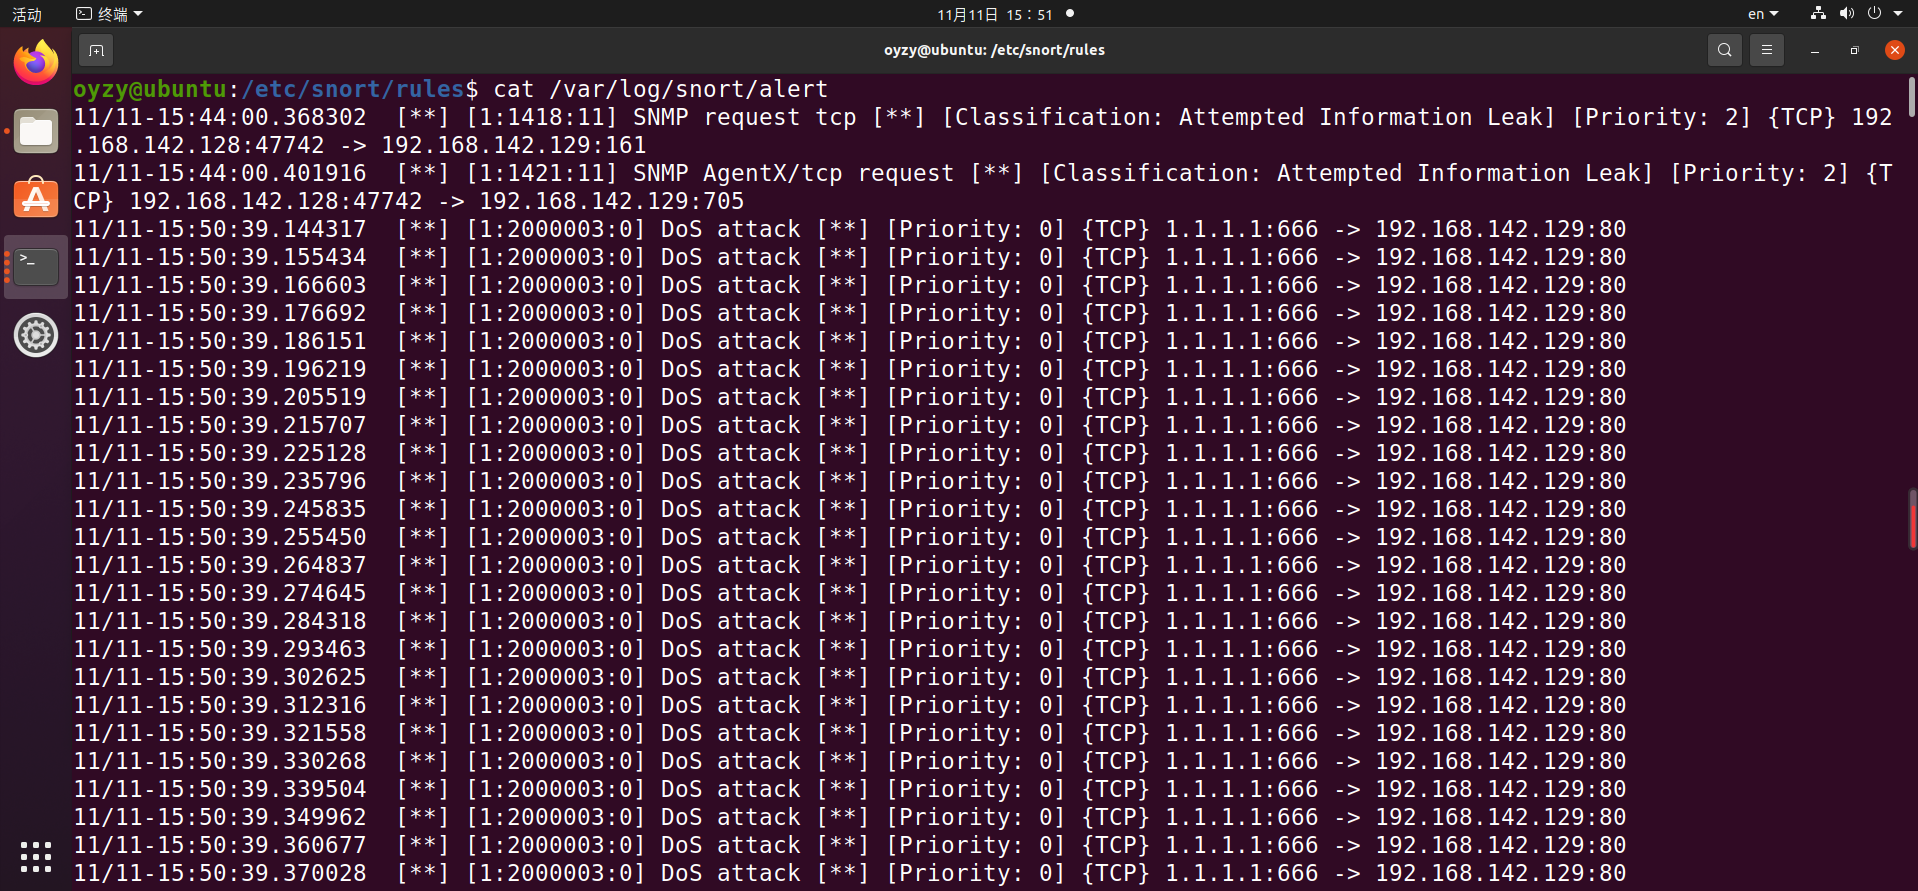 活动 终端 11月11日 15：51 en
oyzy@ubuntu: /etc/snort/rules
oyzy@ubuntu:/etc/snort/rules$ cat /var/log/snort/alert
11/11-15:44:00.368302  [**] [1:1418:11] SNMP request tcp [**] [Classification: Attempted Information Leak] [Priority: 2] {TCP} 192
.168.142.128:47742 -> 192.168.142.129:161
11/11-15:44:00.401916  [**] [1:1421:11] SNMP AgentX/tcp request [**] [Classification: Attempted Information Leak] [Priority: 2] {T
CP} 192.168.142.128:47742 -> 192.168.142.129:705
11/11-15:50:39.144317  [**] [1:2000003:0] DoS attack [**] [Priority: 0] {TCP} 1.1.1.1:666 -> 192.168.142.129:80
11/11-15:50:39.155434  [**] [1:2000003:0] DoS attack [**] [Priority: 0] {TCP} 1.1.1.1:666 -> 192.168.142.129:80
11/11-15:50:39.166603  [**] [1:2000003:0] DoS attack [**] [Priority: 0] {TCP} 1.1.1.1:666 -> 192.168.142.129:80
11/11-15:50:39.176692  [**] [1:2000003:0] DoS attack [**] [Priority: 0] {TCP} 1.1.1.1:666 -> 192.168.142.129:80
11/11-15:50:39.186151  [**] [1:2000003:0] DoS attack [**] [Priority: 0] {TCP} 1.1.1.1:666 -> 192.168.142.129:80
11/11-15:50:39.196219  [**] [1:2000003:0] DoS attack [**] [Priority: 0] {TCP} 1.1.1.1:666 -> 192.168.142.129:80
11/11-15:50:39.205519  [**] [1:2000003:0] DoS attack [**] [Priority: 0] {TCP} 1.1.1.1:666 -> 192.168.142.129:80
11/11-15:50:39.215707  [**] [1:2000003:0] DoS attack [**] [Priority: 0] {TCP} 1.1.1.1:666 -> 192.168.142.129:80
11/11-15:50:39.225128  [**] [1:2000003:0] DoS attack [**] [Priority: 0] {TCP} 1.1.1.1:666 -> 192.168.142.129:80
11/11-15:50:39.235796  [**] [1:2000003:0] DoS attack [**] [Priority: 0] {TCP} 1.1.1.1:666 -> 192.168.142.129:80
11/11-15:50:39.245835  [**] [1:2000003:0] DoS attack [**] [Priority: 0] {TCP} 1.1.1.1:666 -> 192.168.142.129:80
11/11-15:50:39.255450  [**] [1:2000003:0] DoS attack [**] [Priority: 0] {TCP} 1.1.1.1:666 -> 192.168.142.129:80
11/11-15:50:39.264837  [**] [1:2000003:0] DoS attack [**] [Priority: 0] {TCP} 1.1.1.1:666 -> 192.168.142.129:80
11/11-15:50:39.274645  [**] [1:2000003:0] DoS attack [**] [Priority: 0] {TCP} 1.1.1.1:666 -> 192.168.142.129:80
11/11-15:50:39.284318  [**] [1:2000003:0] DoS attack [**] [Priority: 0] {TCP} 1.1.1.1:666 -> 192.168.142.129:80
11/11-15:50:39.293463  [**] [1:2000003:0] DoS attack [**] [Priority: 0] {TCP} 1.1.1.1:666 -> 192.168.142.129:80
11/11-15:50:39.302625  [**] [1:2000003:0] DoS attack [**] [Priority: 0] {TCP} 1.1.1.1:666 -> 192.168.142.129:80
11/11-15:50:39.312316  [**] [1:2000003:0] DoS attack [**] [Priority: 0] {TCP} 1.1.1.1:666 -> 192.168.142.129:80
11/11-15:50:39.321558  [**] [1:2000003:0] DoS attack [**] [Priority: 0] {TCP} 1.1.1.1:666 -> 192.168.142.129:80
11/11-15:50:39.330268  [**] [1:2000003:0] DoS attack [**] [Priority: 0] {TCP} 1.1.1.1:666 -> 192.168.142.129:80
11/11-15:50:39.339504  [**] [1:2000003:0] DoS attack [**] [Priority: 0] {TCP} 1.1.1.1:666 -> 192.168.142.129:80
11/11-15:50:39.349962  [**] [1:2000003:0] DoS attack [**] [Priority: 0] {TCP} 1.1.1.1:666 -> 192.168.142.129:80
11/11-15:50:39.360677  [**] [1:2000003:0] DoS attack [**] [Priority: 0] {TCP} 1.1.1.1:666 -> 192.168.142.129:80
11/11-15:50:39.370028  [**] [1:2000003:0] DoS attack [**] [Priority: 0] {TCP} 1.1.1.1:666 -> 192.168.142.129:80